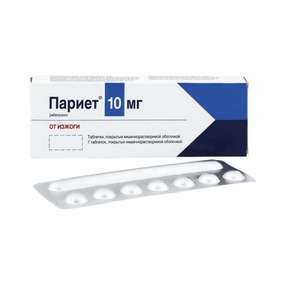 Париет® 10 мг
рабепразол
ОТ ИЗЖОГИ
Таблетки, покрытые кишечнорастворимой оболочкой
7 таблеток, покрытых кишечнорастворимой оболочкой